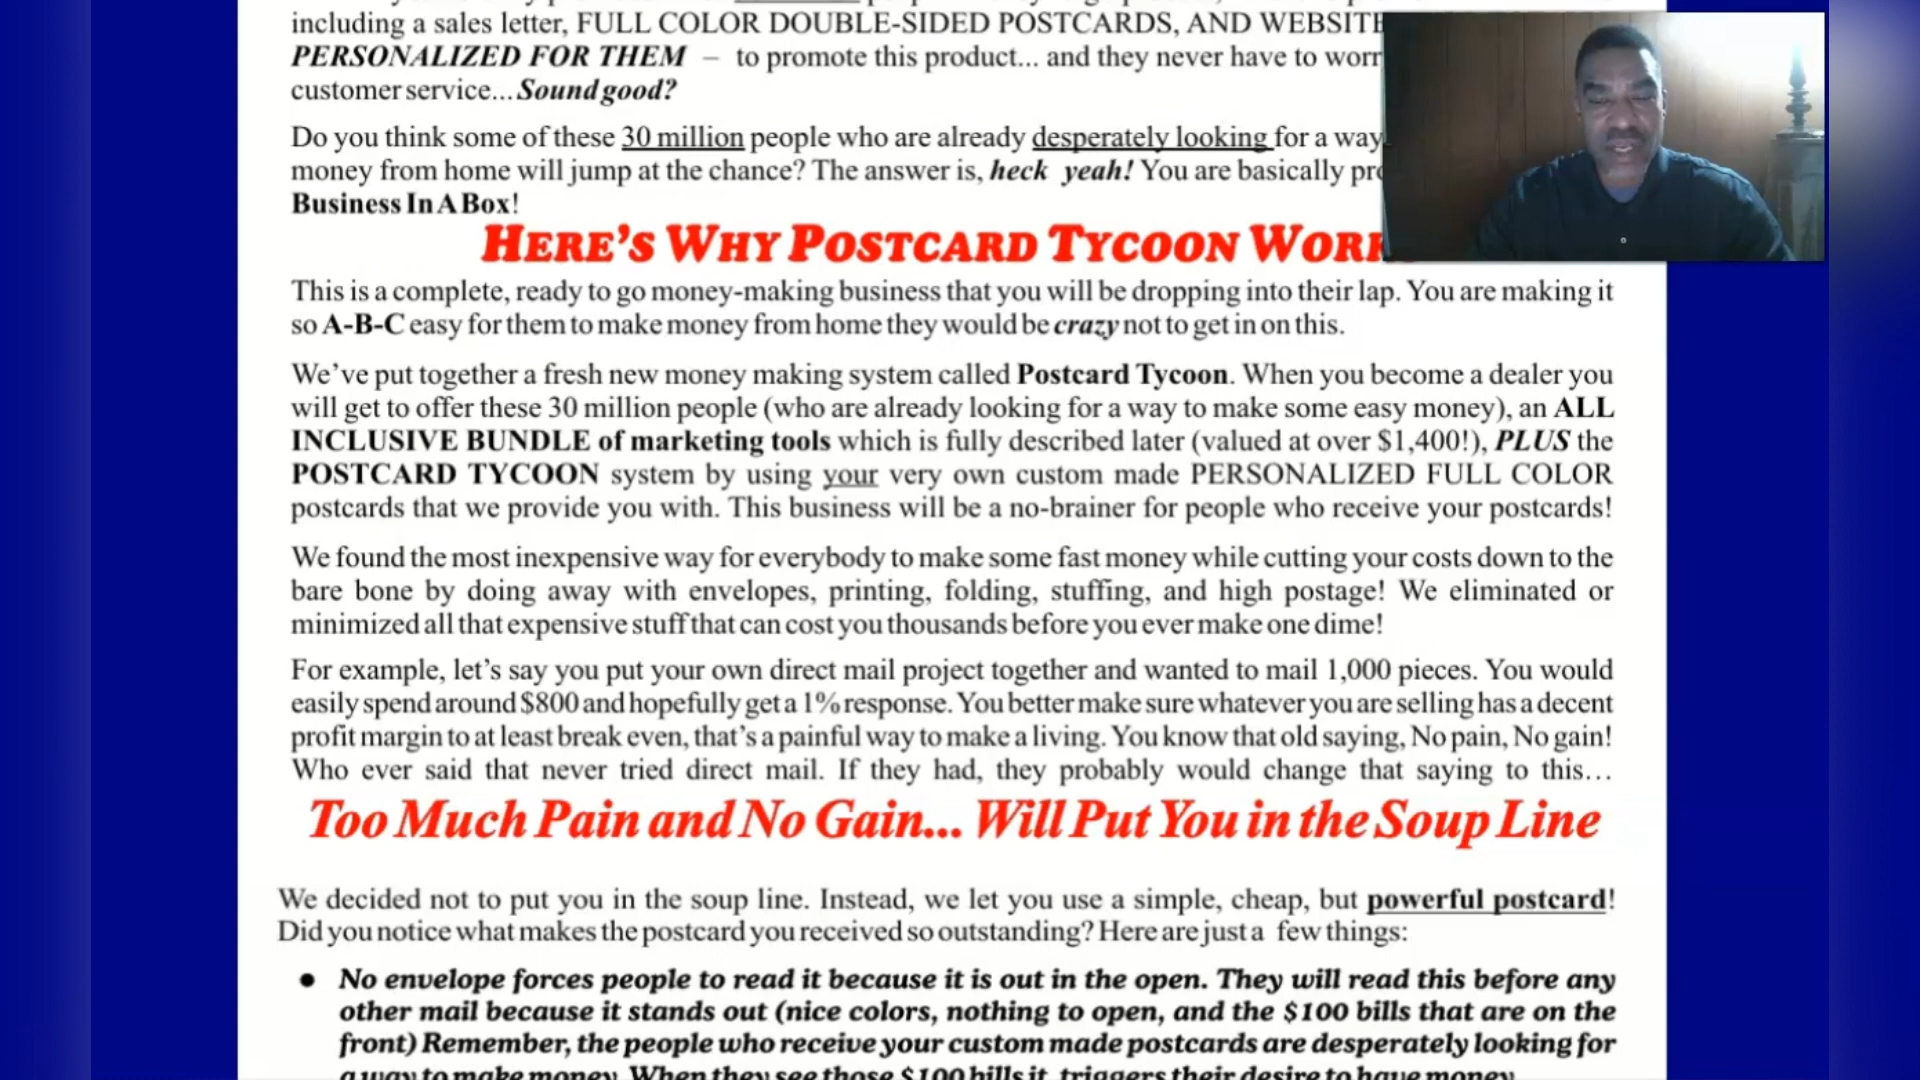 including a sales letter, FULL COLOR DOUBLE-SIDED POSTCARDS, AND WEBSITE
PERSONALIZED FOR THEM – to promote this product... and they never have to worr
customer service... Sound good?
Do you think some of these 30 million people who are already desperately looking for a way
money from home will jump at the chance? The answer is, heck yeah! You are basically pro
Business In A Box!
HERE'S WHY POSTCARD TYCOON WORK
This is a complete, ready to go money-making business that you will be dropping into their lap. You are making it
so A-B-C easy for them to make money from home they would be crazy not to get in on this.
We've put together a fresh new money making system called Postcard Tycoon. When you become a dealer you
will get to offer these 30 million people (who are already looking for a way to make some easy money), an ALL
INCLUSIVE BUNDLE of marketing tools which is fully described later (valued at over $1,400!), PLUS the
POSTCARD TYCOON system by using your very own custom made PERSONALIZED FULL COLOR
postcards that we provide you with. This business will be a no-brainer for people who receive your postcards!
We found the most inexpensive way for everybody to make some fast money while cutting your costs down to the
bare bone by doing away with envelopes, printing, folding, stuffing, and high postage! We eliminated or
minimized all that expensive stuff that can cost you thousands before you ever make one dime!
For example, let's say you put your own direct mail project together and wanted to mail 1,000 pieces. You would
easily spend around $800 and hopefully get a 1% response. You better make sure whatever you are selling has a decent
profit margin to at least break even, that's a painful way to make a living. You know that old saying, No pain, No gain!
Who ever said that never tried direct mail. If they had, they probably would change that saying to this...
Too Much Pain and No Gain... Will Put You in the Soup Line
We decided not to put you in the soup line. Instead, we let you use a simple, cheap, but powerful postcard!
Did you notice what makes the postcard you received so outstanding? Here are just a few things:
● No envelope forces people to read it because it is out in the open. They will read this before any
other mail because it stands out (nice colors, nothing to open, and the $100 bills that are on the
front) Remember, the people who receive your custom made postcards are desperately looking for
a way to make money. When they see those $100 bills it triggers their desire to have money